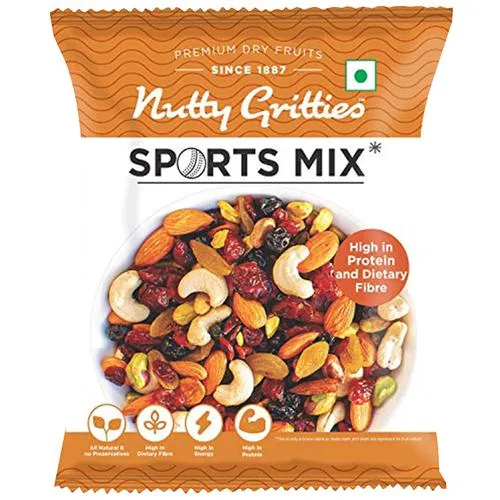 PREMIUM DRY FRUITS
SINCE 1887
Nutty Gritties™
SPORTS MIX*
High in
Protein
and Dietary
Fibre
All Natural &
no Preservatives
High in
Dietary Fibre
High in
Energy
High in
Protein